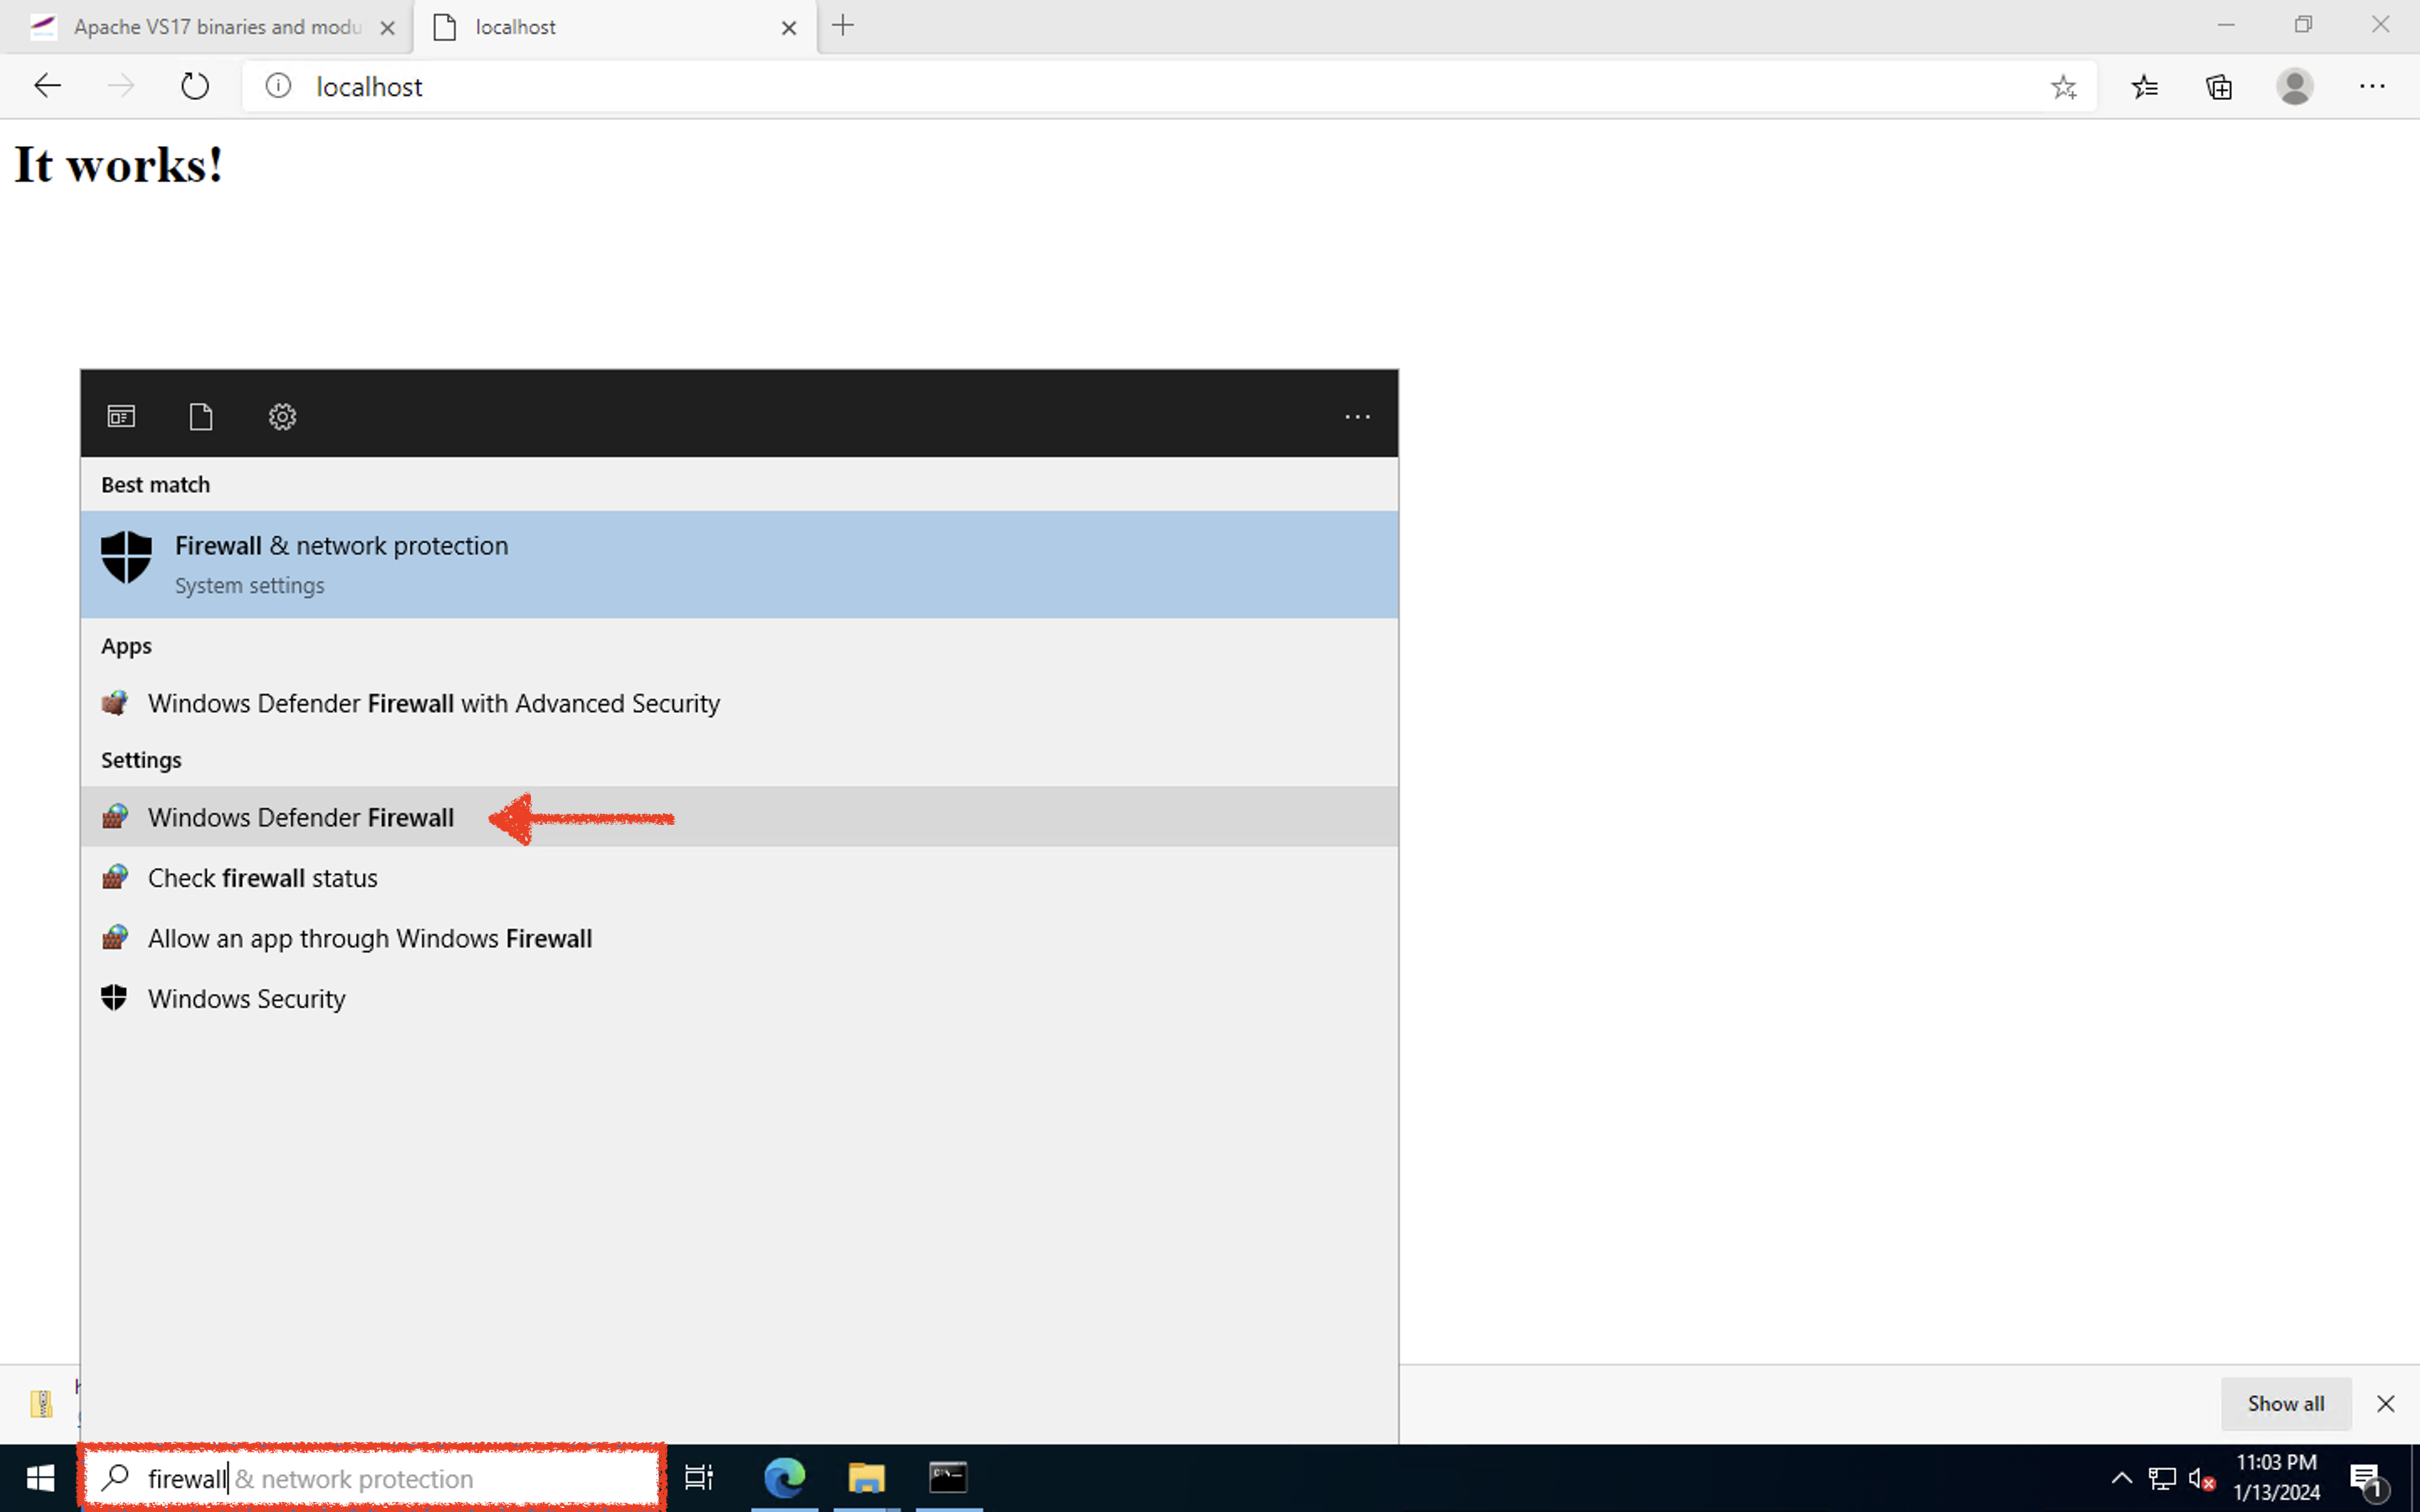 Apache VS17 binaries and modu
localhost
localhost
It works!
Best match
Firewall & network protection
System settings
Apps
Windows Defender Firewall with Advanced Security
Settings
Windows Defender Firewall
Check firewall status
Allow an app through Windows Firewall
Windows Security
Show all
firewall & network protection
11:03 PM
1/13/2024
1